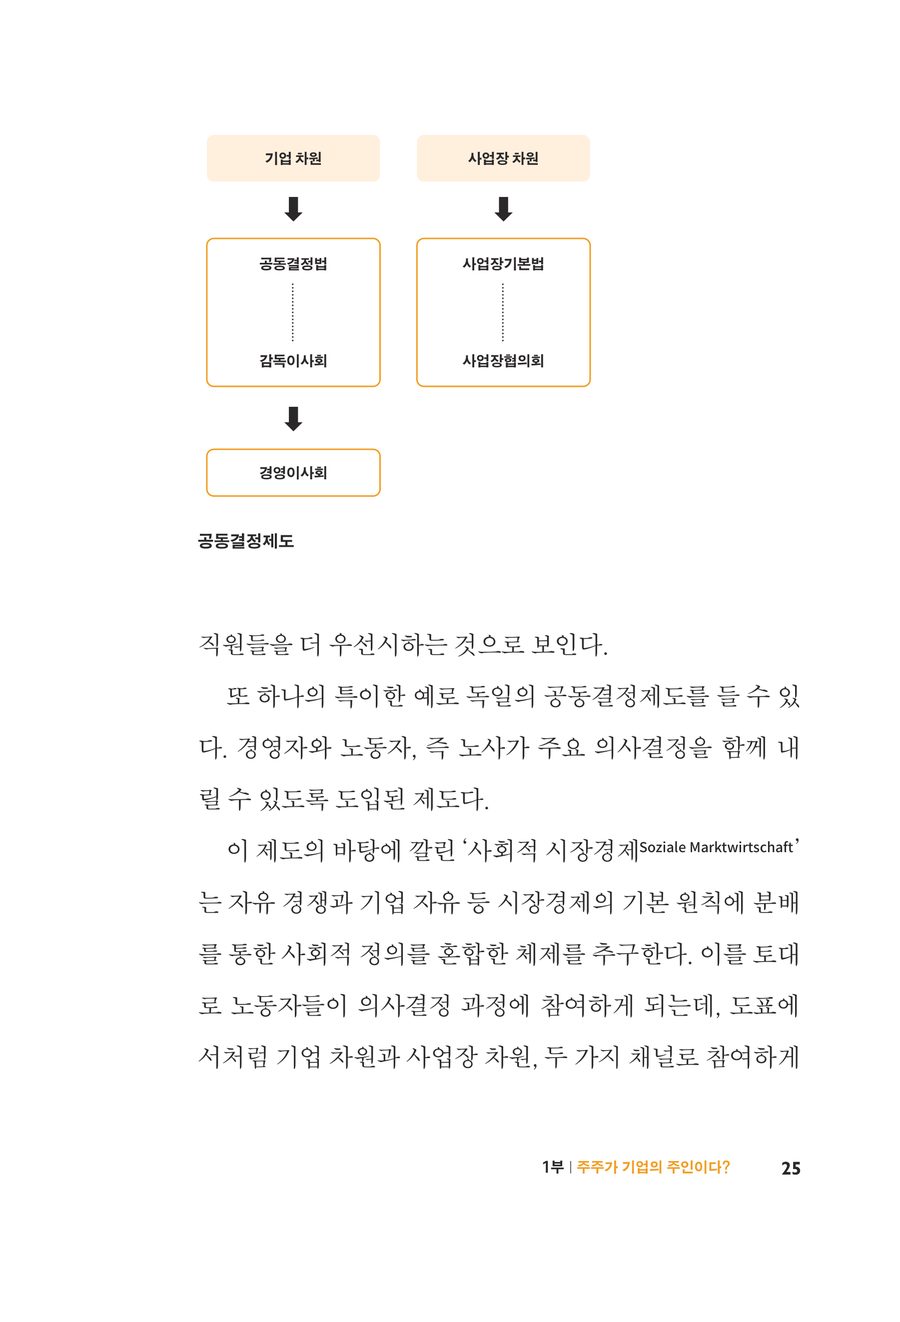 기업 차원
사업장 차원
공동결정법
사업장기본법
감독이사회
사업장협의회
경영이사회
공동결정제도
직원들을 더 우선시하는 것으로 보인다.
또 하나의 특이한 예로 독일의 공동결정제도를 들 수 있
다. 경영자와 노동자, 즉 노사가 주요 의사결정을 함께 내
릴 수 있도록 도입된 제도다.
이 제도의 바탕에 깔린 ‘사회적 시장경제Soziale Marktwirtschaft’
는 자유 경쟁과 기업 자유 등 시장경제의 기본 원칙에 분배
를 통한 사회적 정의를 혼합한 체제를 추구한다. 이를 토대
로 노동자들이 의사결정 과정에 참여하게 되는데, 도표에
서처럼 기업 차원과 사업장 차원, 두 가지 채널로 참여하게
1부 | 주주가 기업의 주인이다? 25